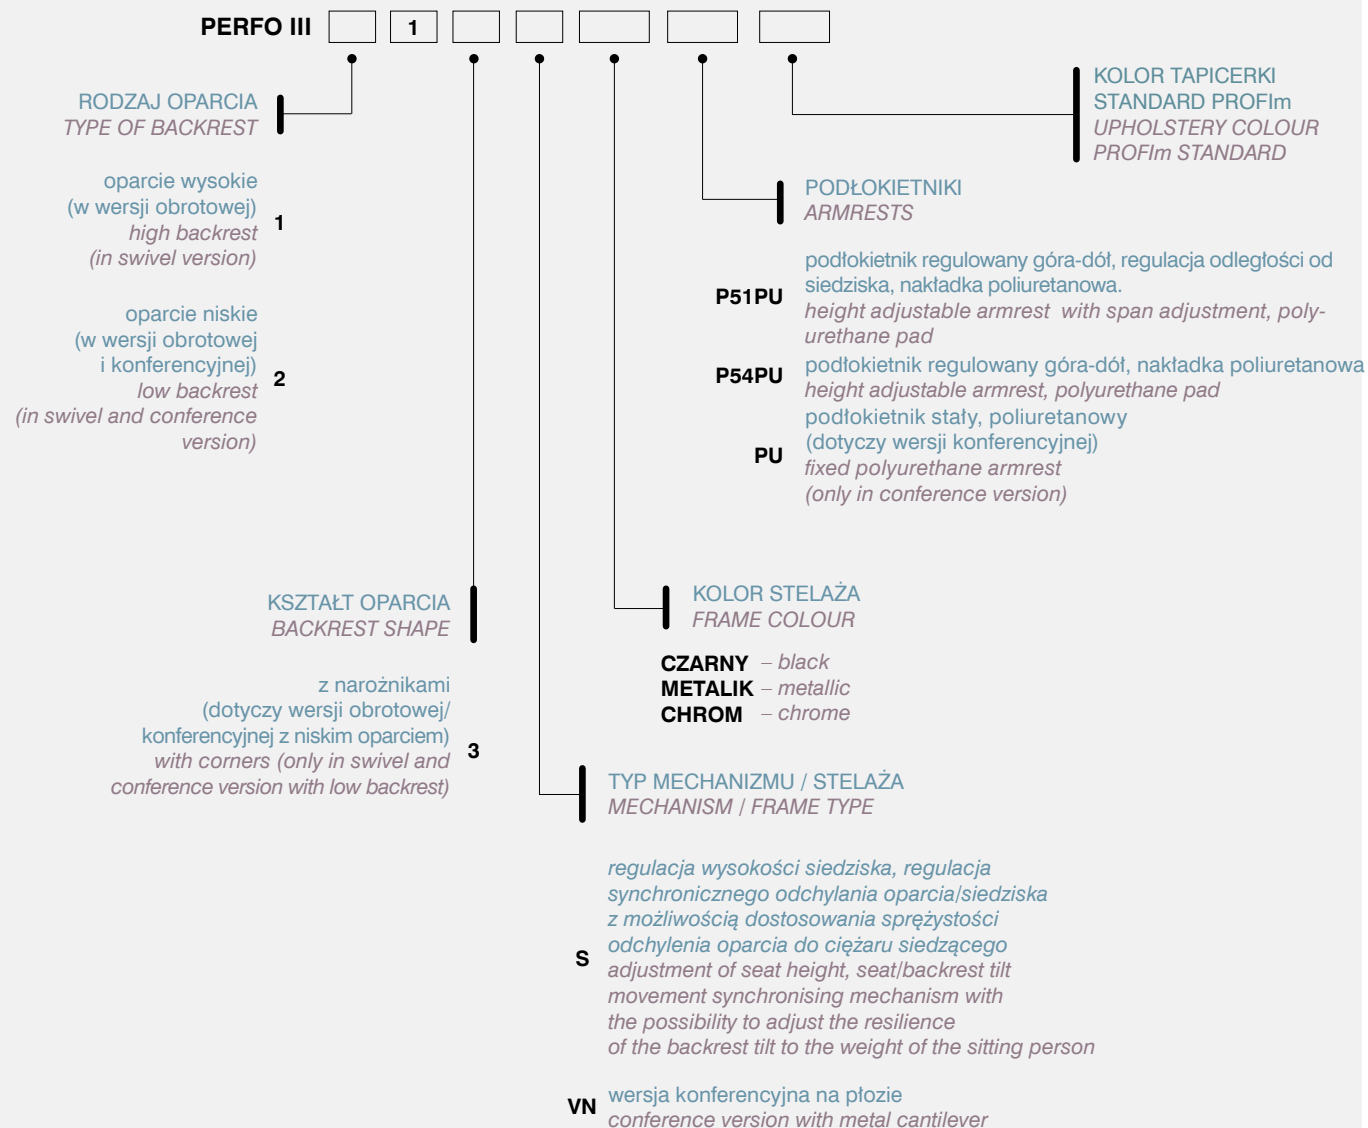 PERFO III 1
RODZAJ OPARCIA
TYPE OF BACKREST
oparcie wysokie
(w wersji obrotowej)
high backrest
(in swivel version)
1
oparcie niskie
(w wersji obrotowej
i konferencyjnej)
low backrest
(in swivel and conference
version)
2
KOLOR TAPICERKI
STANDARD PROFIm
UPHOLSTERY COLOUR
PROFIm STANDARD
PODŁOKIETNIKI
ARMRESTS
P51PU
podłokietnik regulowany góra-dół, regulacja odległości od
siedziska, nakładka poliuretanowa.
height adjustable armrest with span adjustment, poly-
urethane pad
P54PU
podłokietnik regulowany góra-dół, nakładka poliuretanowa
height adjustable armrest, polyurethane pad
PU
podłokietnik stały, poliuretanowy
(dotyczy wersji konferencyjnej)
fixed polyurethane armrest
(only in conference version)
KSZTAŁT OPARCIA
BACKREST SHAPE
z narożnikami
(dotyczy wersji obrotowej/
konferencyjnej z niskim oparciem)
with corners (only in swivel and
conference version with low backrest)
3
KOLOR STELAŻA
FRAME COLOUR
CZARNY – black
METALIK – metallic
CHROM – chrome
TYP MECHANIZMU / STELAŻA
MECHANISM / FRAME TYPE
S
regulacja wysokości siedziska, regulacja
synchronicznego odchylania oparcia/siedziska
z możliwością dostosowania sprężystości
odchylenia oparcia do ciężaru siedzącego
adjustment of seat height, seat/backrest tilt
movement synchronising mechanism with
the possibility to adjust the resilience
of the backrest tilt to the weight of the sitting person
VN
wersja konferencyjna na płozie
conference version with metal cantilever